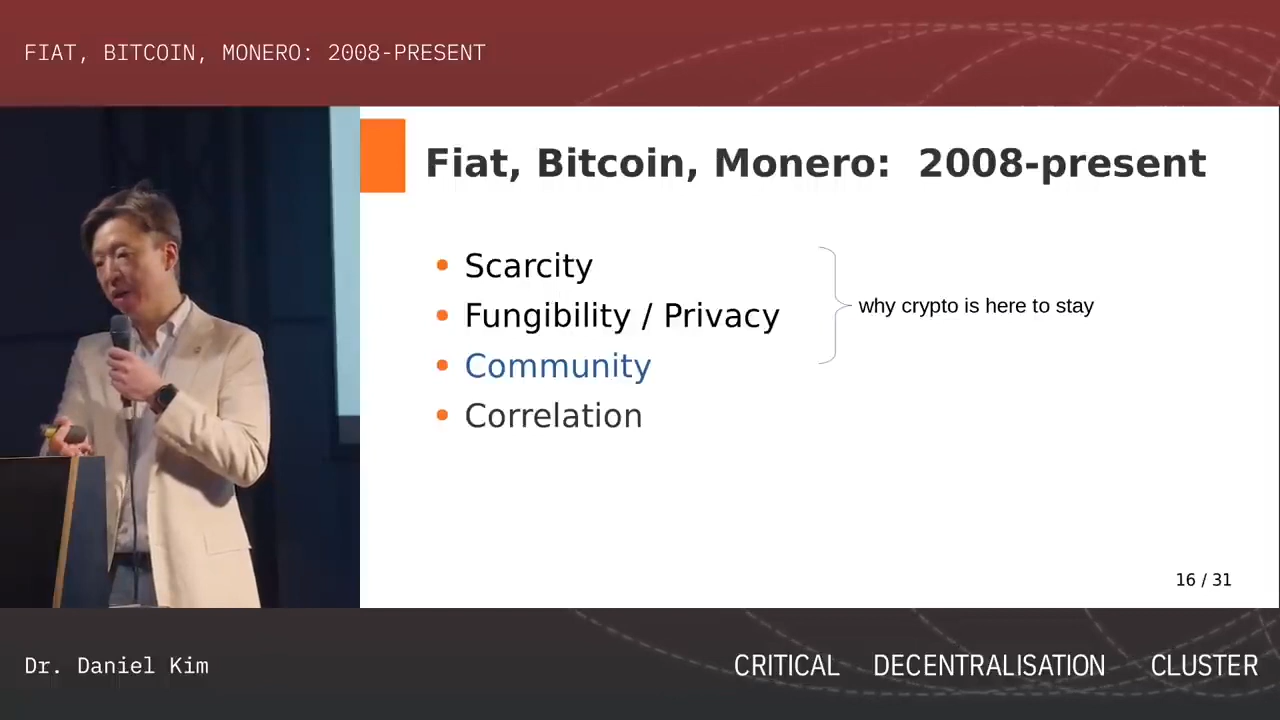 FIAT, BITCOIN, MONERO: 2008-PRESENT
Fiat, Bitcoin, Monero: 2008-present
Scarcity
Fungibility / Privacy
Community
Correlation
why crypto is here to stay
16 / 31
Dr. Daniel Kim
CRITICAL DECENTRALISATION CLUSTER